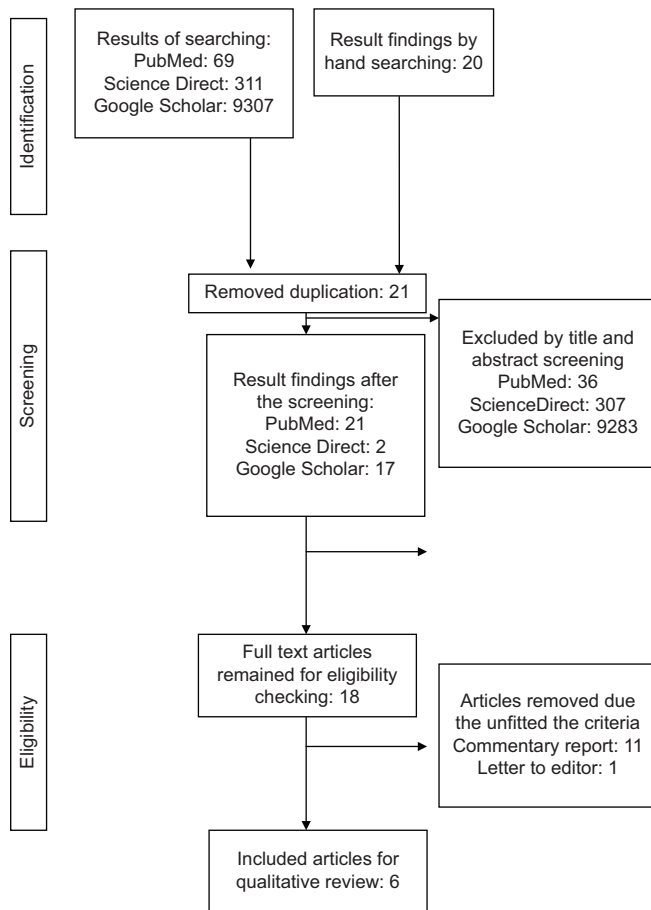 Identification
Results of searching:
PubMed: 69
Science Direct: 311
Google Scholar: 9307
Result findings by
hand searching: 20
Screening
Removed duplication: 21
Excluded by title and
abstract screening
PubMed: 36
ScienceDirect: 307
Google Scholar: 9283
Result findings after
the screening:
PubMed: 21
Science Direct: 2
Google Scholar: 17
Eligibility
Full text articles
remained for eligibility
checking: 18
Articles removed due
the unfitted the criteria
Commentary report: 11
Letter to editor: 1
Included articles for
qualitative review: 6